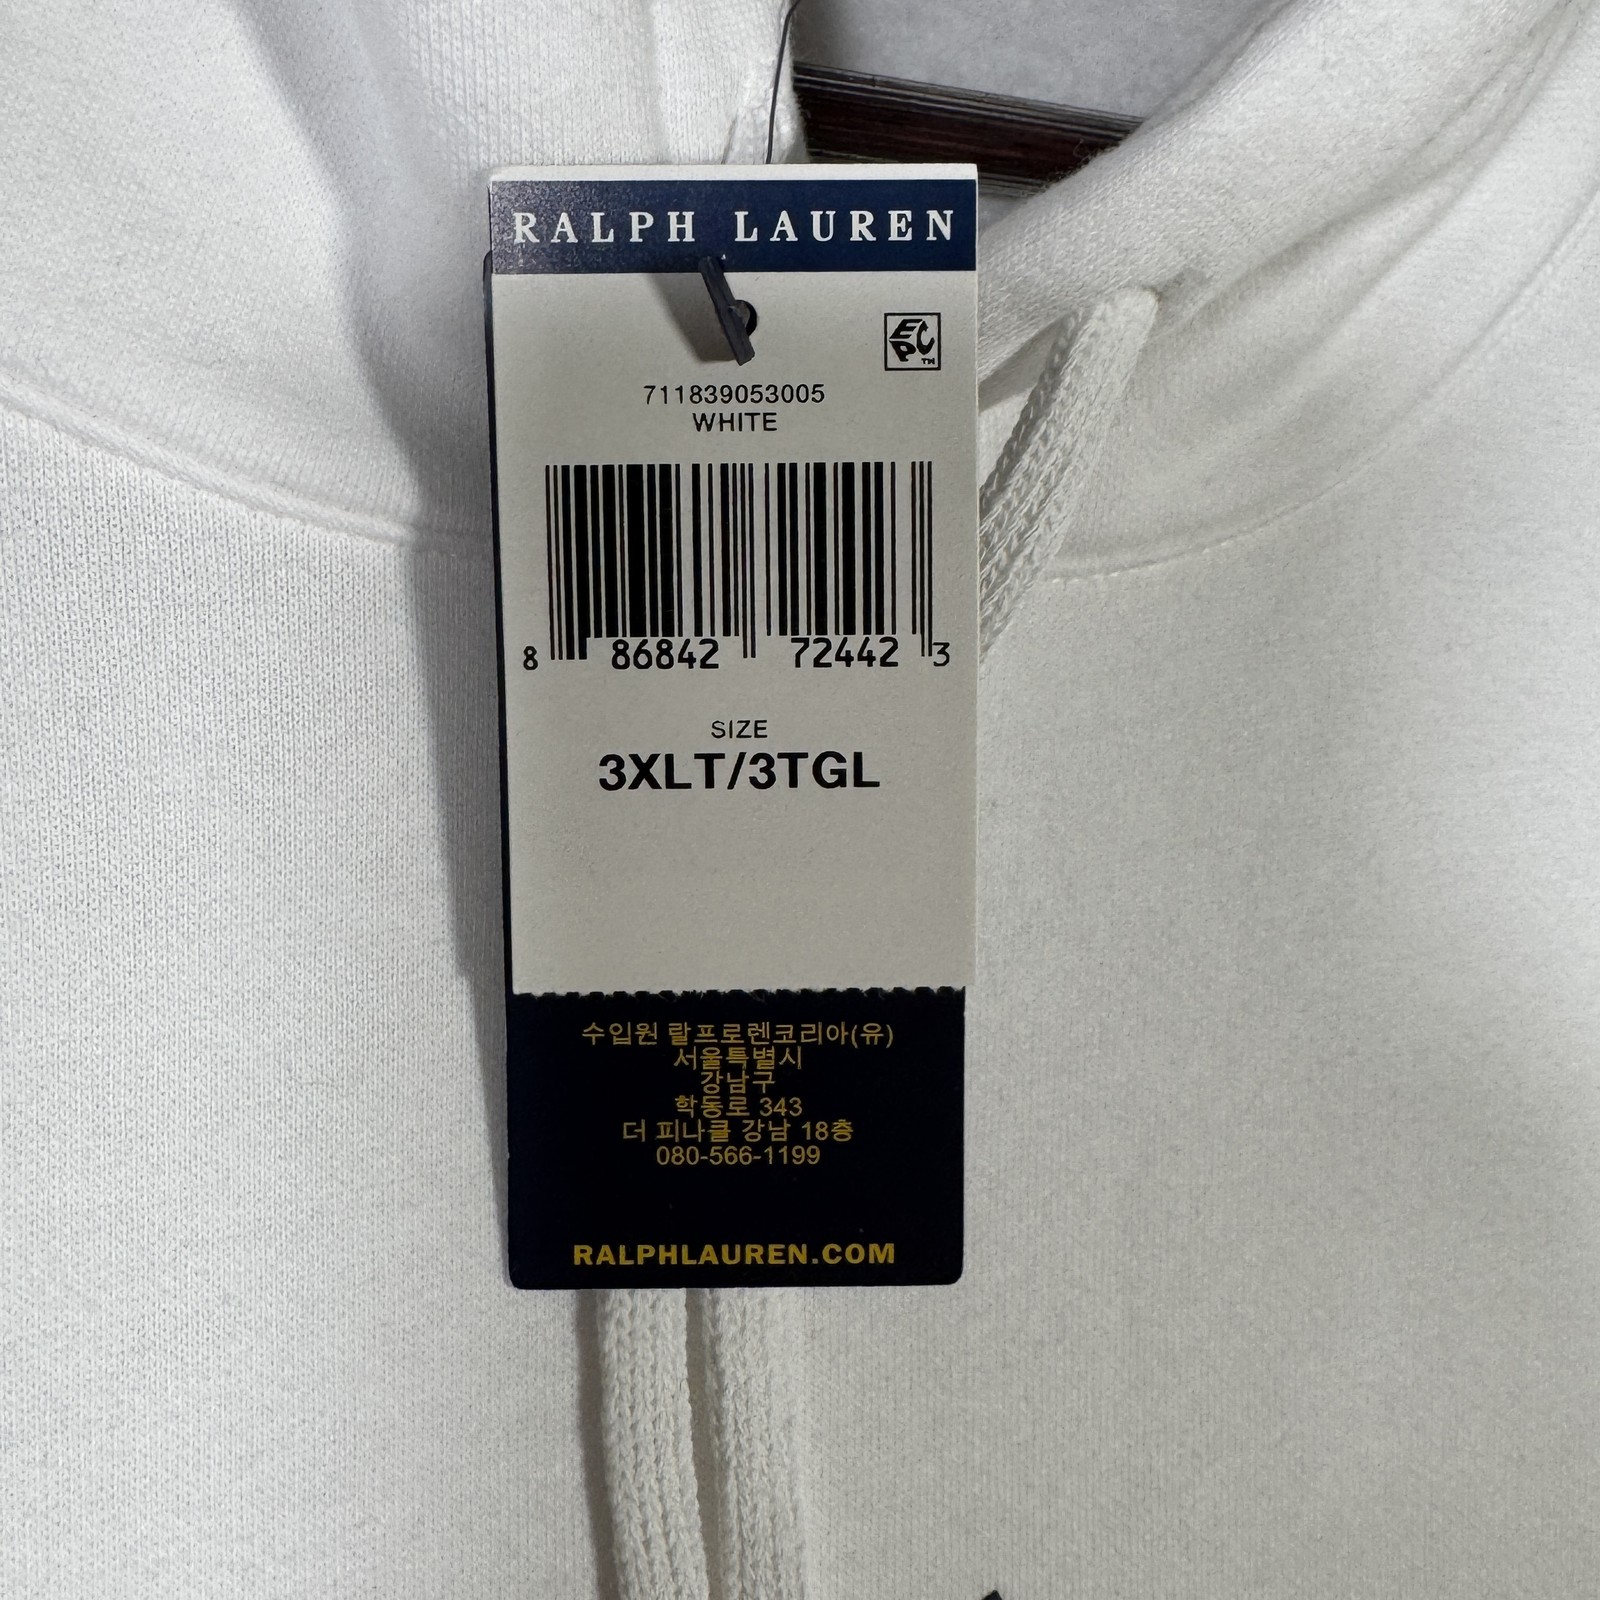 RALPH LAUREN
EPC™
711839053005
WHITE
8 86842 72442 3
SIZE
3XLT/3TGL
수입원 랄프로렌코리아(유)
서울특별시
강남구
학동로 343
더 피나클 강남 18층
080-566-1199
RALPHLAUREN.COM